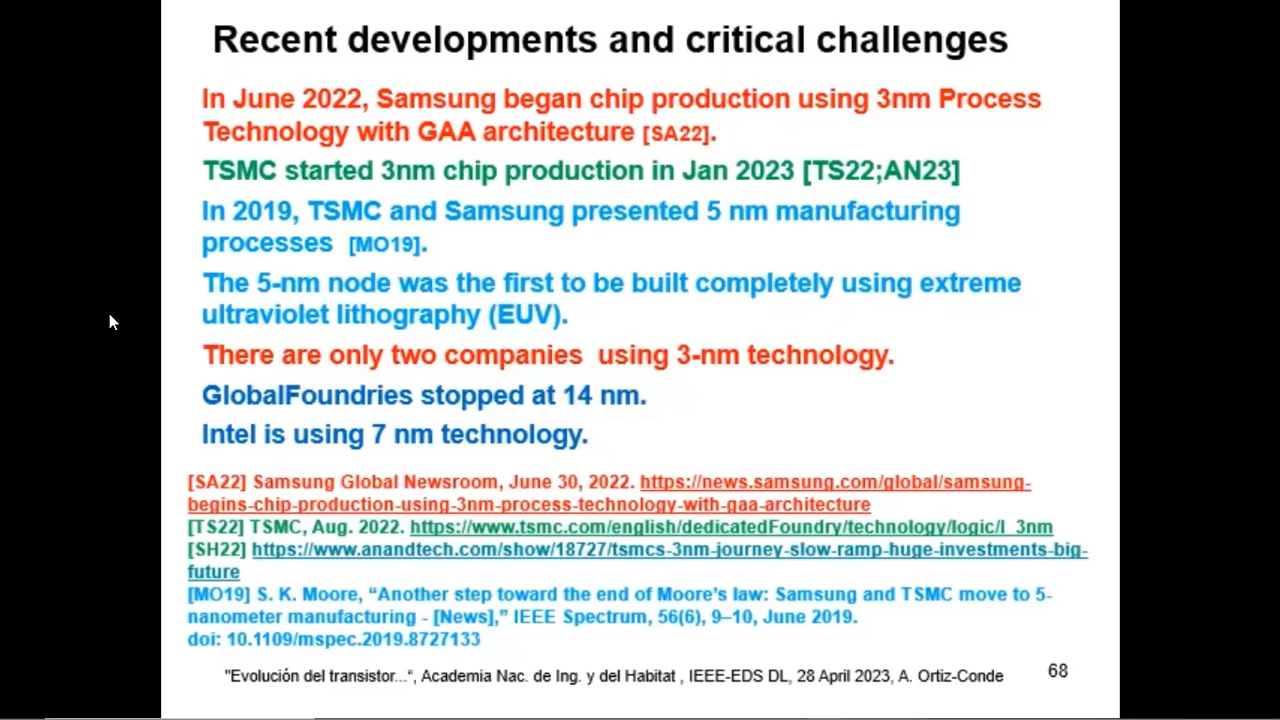 Recent developments and critical challenges
In June 2022, Samsung began chip production using 3nm Process
Technology with GAA architecture [SA22].
TSMC started 3nm chip production in Jan 2023 [TS22;AN23]
In 2019, TSMC and Samsung presented 5 nm manufacturing
processes [MO19].
The 5-nm node was the first to be built completely using extreme
ultraviolet lithography (EUV).
There are only two companies using 3-nm technology.
GlobalFoundries stopped at 14 nm.
Intel is using 7 nm technology.
[SA22] Samsung Global Newsroom, June 30, 2022. https://news.samsung.com/global/samsung-
begins-chip-production-using-3nm-process-technology-with-gaa-architecture
[TS22] TSMC, Aug. 2022. https://www.tsmc.com/english/dedicatedFoundry/technology/logic/l_3nm
[SH22] https://www.anandtech.com/show/18727/tsmcs-3nm-journey-slow-ramp-huge-investments-big-
future
[MO19] S. K. Moore, “Another step toward the end of Moore’s law: Samsung and TSMC move to 5-
nanometer manufacturing - [News],” IEEE Spectrum, 56(6), 9–10, June 2019.
doi: 10.1109/mspec.2019.8727133
"Evolución del transistor...“, Academia Nac. de Ing. y del Habitat , IEEE-EDS DL, 28 April 2023, A. Ortiz-Conde
68